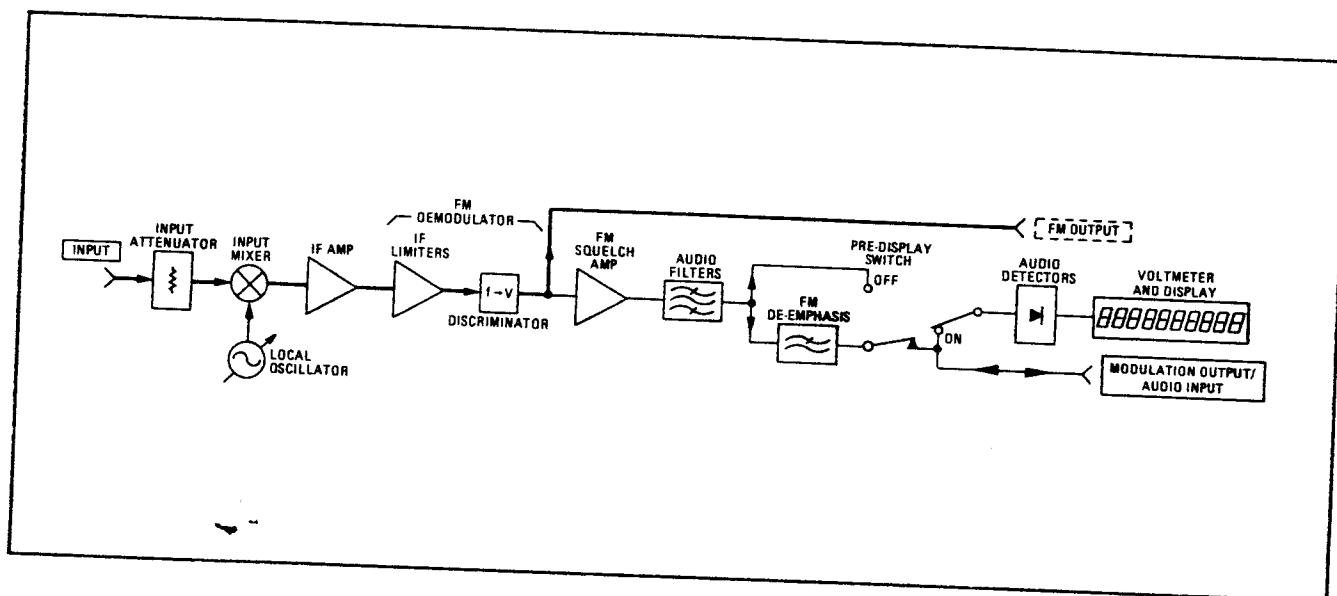 INPUT
INPUT
ATTENUATOR
INPUT
MIXER
LOCAL
OSCILLATOR
IF AMP
FM
DEMODULATOR
IF
LIMITERS
f→V
DISCRIMINATOR
FM
SQUELCH
AMP
AUDIO
FILTERS
FM
DE-EMPHASIS
PRE-DISPLAY
SWITCH
OFF
ON
FM OUTPUT
AUDIO
DETECTORS
VOLTMETER
AND DISPLAY
8888888888
MODULATION OUTPUT/
AUDIO INPUT